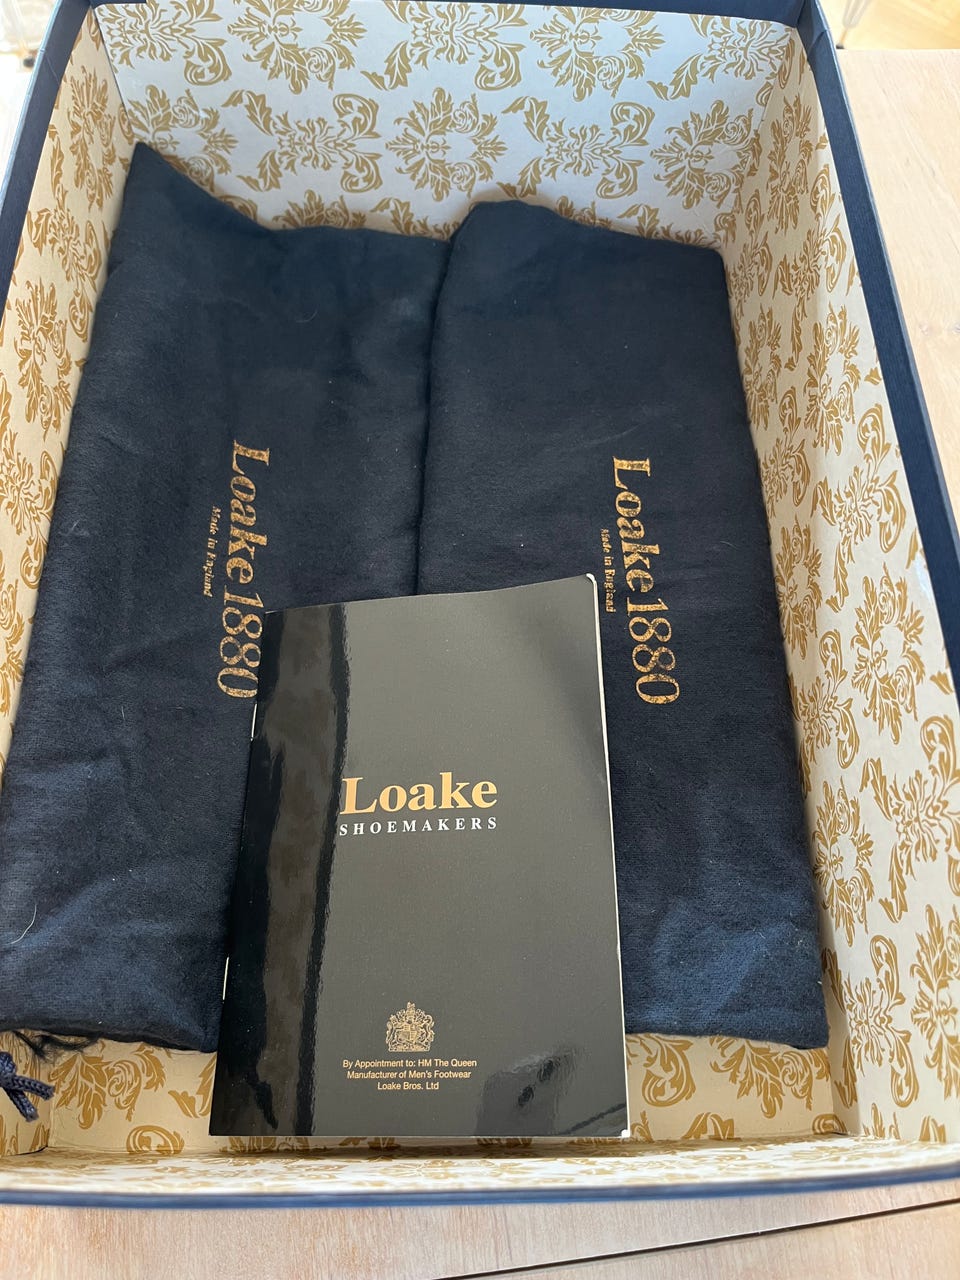 Loake1880
Made in England
Loake1880
Made in England
Loake
SHOEMAKERS
By Appointment to: HM The Queen
Manufacturer of Men's Footwear
Loake Bros. Ltd